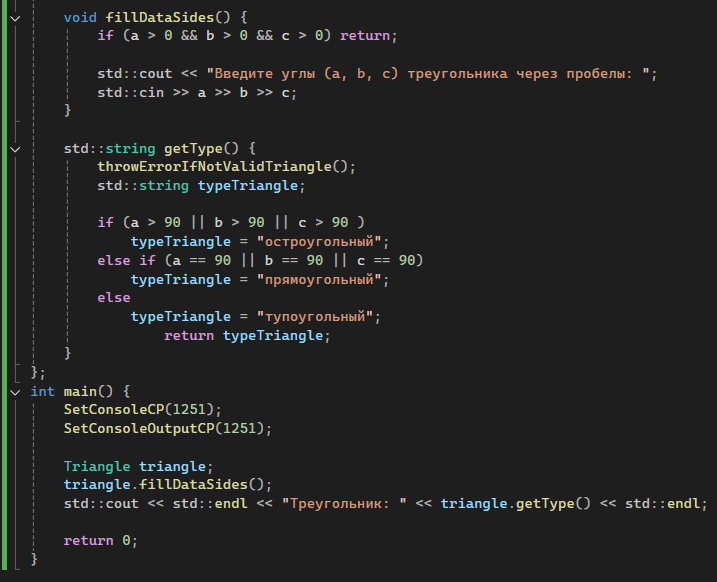 void fillDataSides() {
if (a > 0 && b > 0 && c > 0) return;
std::cout << "Введите углы (a, b, c) треугольника через пробелы: ";
std::cin >> a >> b >> c;
}
std::string getType() {
throwErrorIfNotValidTriangle();
std::string typeTriangle;
if (a > 90 || b > 90 || c > 90 )
typeTriangle = "остроугольный";
else if (a == 90 || b == 90 || c == 90)
typeTriangle = "прямоугольный";
else
typeTriangle = "тупоугольный";
return typeTriangle;
}
};
int main() {
SetConsoleCP(1251);
SetConsoleOutputCP(1251);
Triangle triangle;
triangle.fillDataSides();
std::cout << std::endl << "Треугольник: " << triangle.getType() << std::endl;
return 0;
}